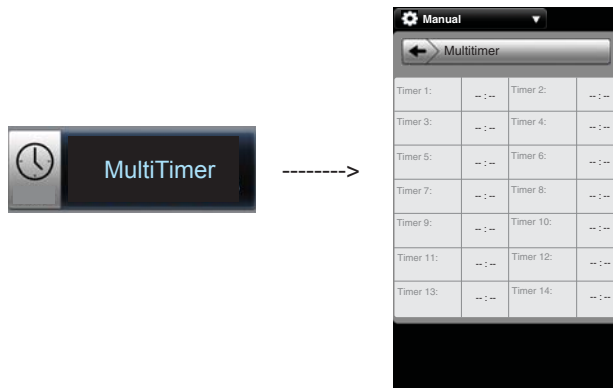 MultiTimer
-------->
Manual
Multitimer
Timer 1: -- : -- Timer 2: -- : --
Timer 3: -- : -- Timer 4: -- : --
Timer 5: -- : -- Timer 6: -- : --
Timer 7: -- : -- Timer 8: -- : --
Timer 9: -- : -- Timer 10: -- : --
Timer 11: -- : -- Timer 12: -- : --
Timer 13: -- : -- Timer 14: -- : --